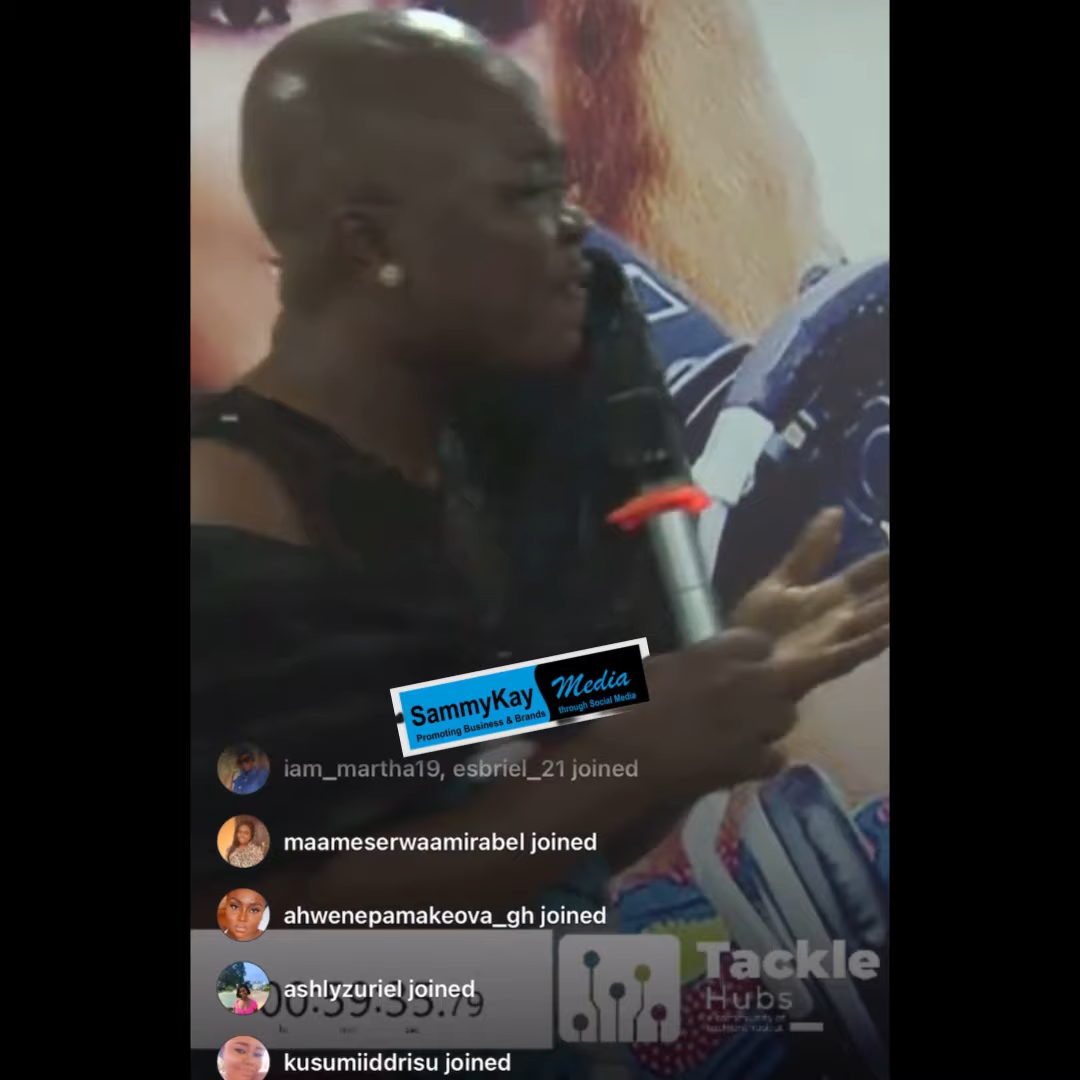 SammyKay Media
Promoting Business & Brands through Social Media
iam_martha19, esbriel_21 joined
maameserwaamirabel joined
ahwenepamakeova_gh joined
ashlyzuriel joined
kusumiiddrisu joined
Tackle
Hubs